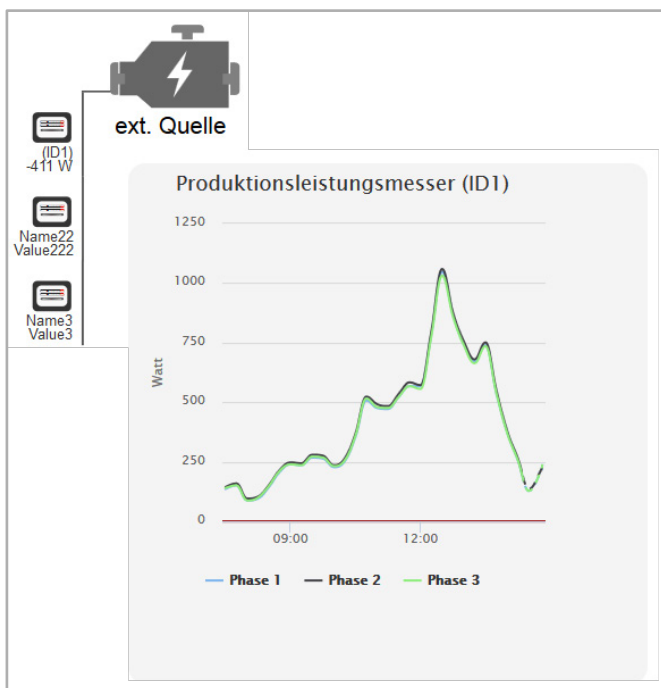 ext. Quelle
(ID1)
-411 W
Name22
Value222
Name3
Value3
Produktionsleistungsmesser (ID1)
1250
1000
750
500
250
0
Watt
09:00 12:00
Phase 1 Phase 2 Phase 3